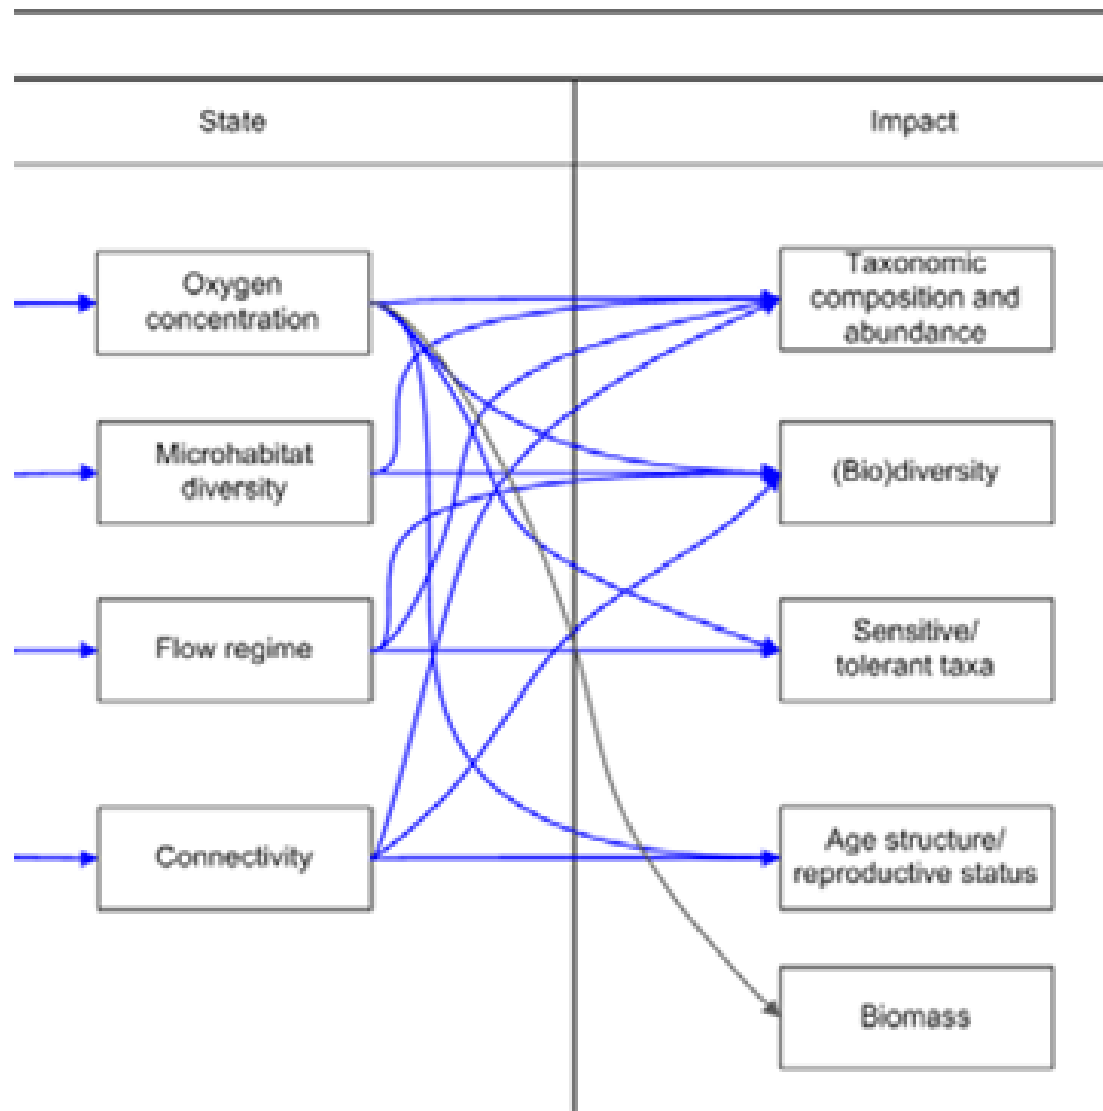 State
Impact
Oxygen
concentration
Taxonomic
composition and
abundance
Microhabitat
diversity
(Bio)diversity
Flow regime
Sensitive/
tolerant taxa
Connectivity
Age structure/
reproductive status
Biomass